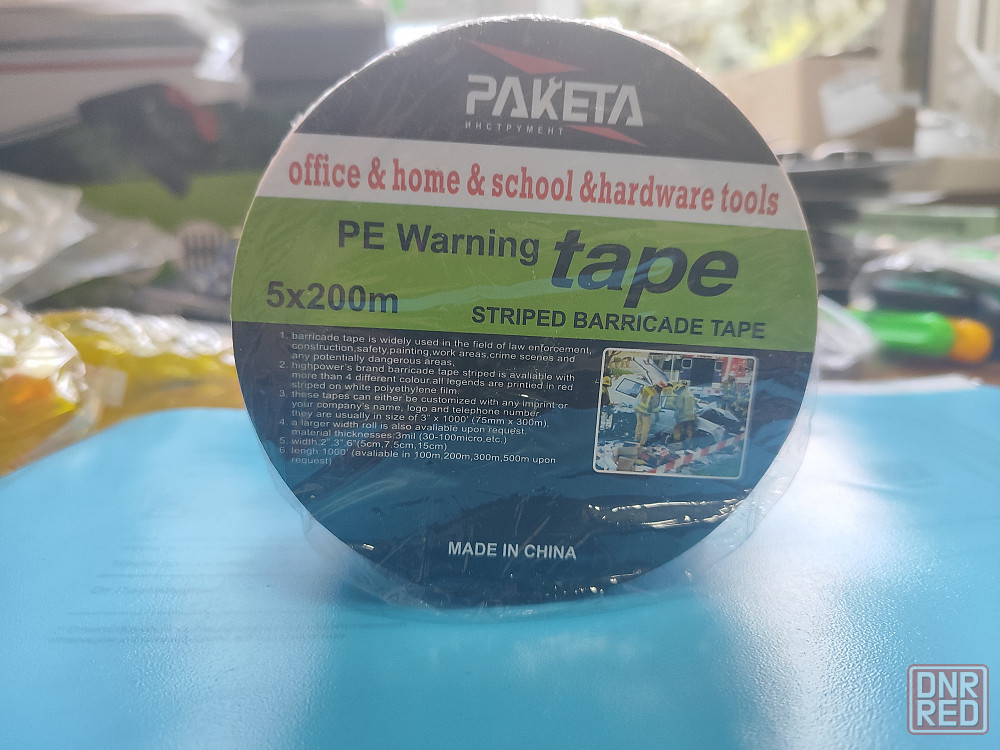 РАКЕТА
ИНСТРУМЕНТ
office & home & school &hardware tools
PE Warning tape
5x200m
STRIPED BARRICADE TAPE
1. barricade tape is widely used in the field of law enforcement,
construction,safety,painting,work areas,crime scenes and
any potentially dangerous areas,
2. highpower's brand barricade tape striped is available with
more than 4 different colour,all legends are printied in red
striped on white polyethylene film.
3. these tapes can either be customized with any imprint or
your company's name, logo and telephone number.
they are usually in size of 3" x 1000' (75mm x 300m).
4. a larger width roll is also avaliable upon request.
material thicknesses:3mil (30-100micro,etc.)
5. width:2" 3" 6"(5cm,7.5cm,15cm)
6. lengh:1000' (avaliable in 100m,200m,300m,500m upon
request)
MADE IN CHINA
DNR
RED